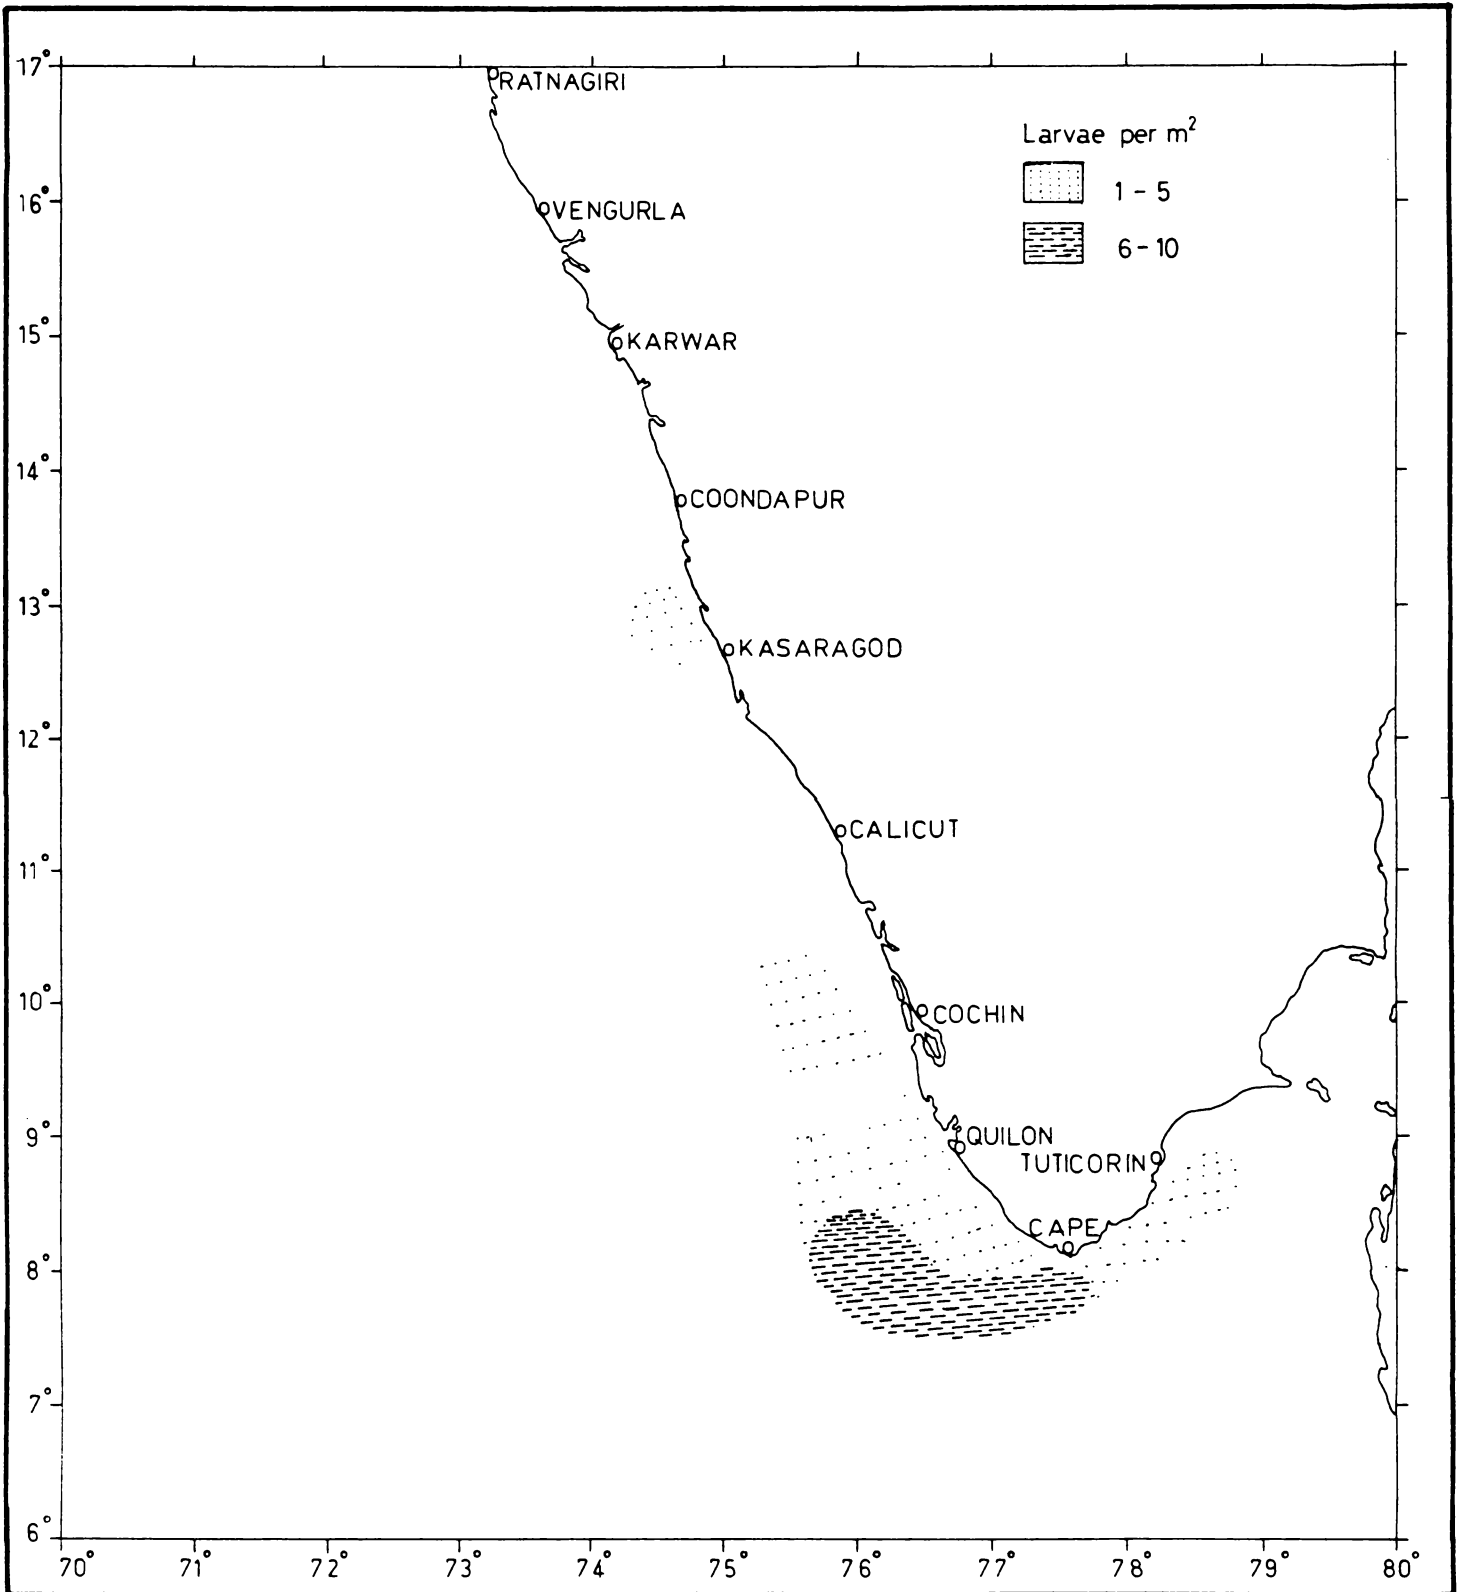 17°
RATNAGIRI
Larvae per m²
1 - 5
6 - 10
16°
VENGURLA
15°
KARWAR
14°
COONDAPUR
13°
KASARAGOD
12°
CALICUT
11°
10°
COCHIN
9°
QUILON
TUTICORIN
CAPE
8°
7°
6°
70° 71° 72° 73° 74° 75° 76° 77° 78° 79° 80°